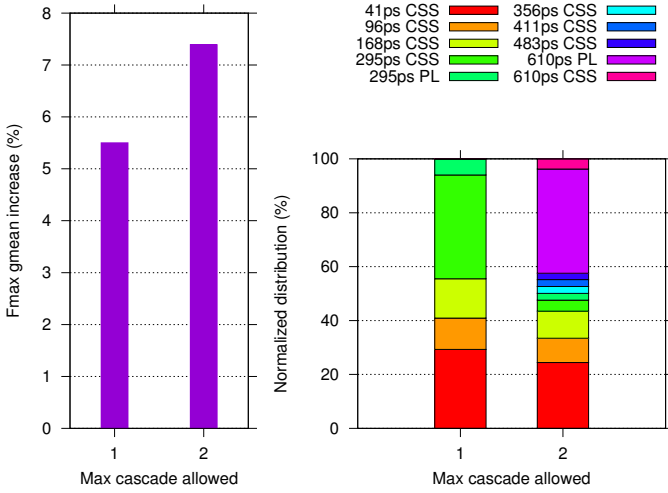 41ps CSS
96ps CSS
168ps CSS
295ps CSS
295ps PL
356ps CSS
411ps CSS
483ps CSS
610ps PL
610ps CSS
Fmax gmean increase (%)
8
7
6
5
4
3
2
1
0
1 2
Max cascade allowed
Normalized distribution (%)
100
80
60
40
20
0
1 2
Max cascade allowed